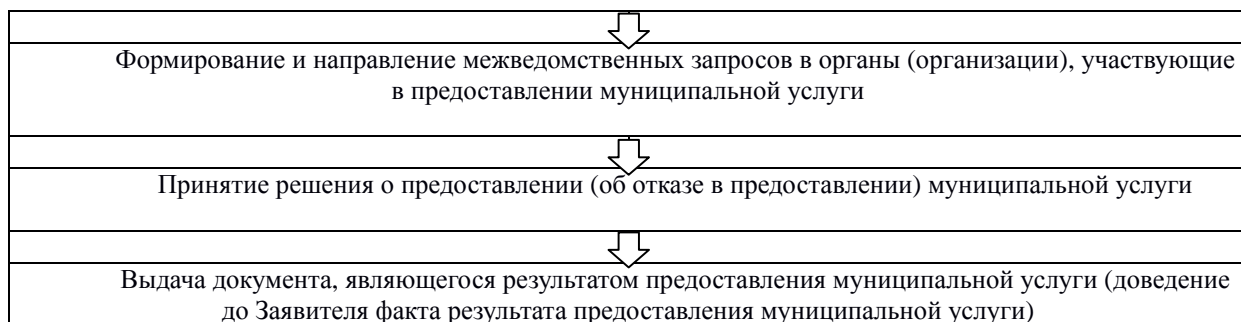 Формирование и направление межведомственных запросов в органы (организации), участвующие
в предоставлении муниципальной услуги
Принятие решения о предоставлении (об отказе в предоставлении) муниципальной услуги
Выдача документа, являющегося результатом предоставления муниципальной услуги (доведение
до Заявителя факта результата предоставления муниципальной услуги)